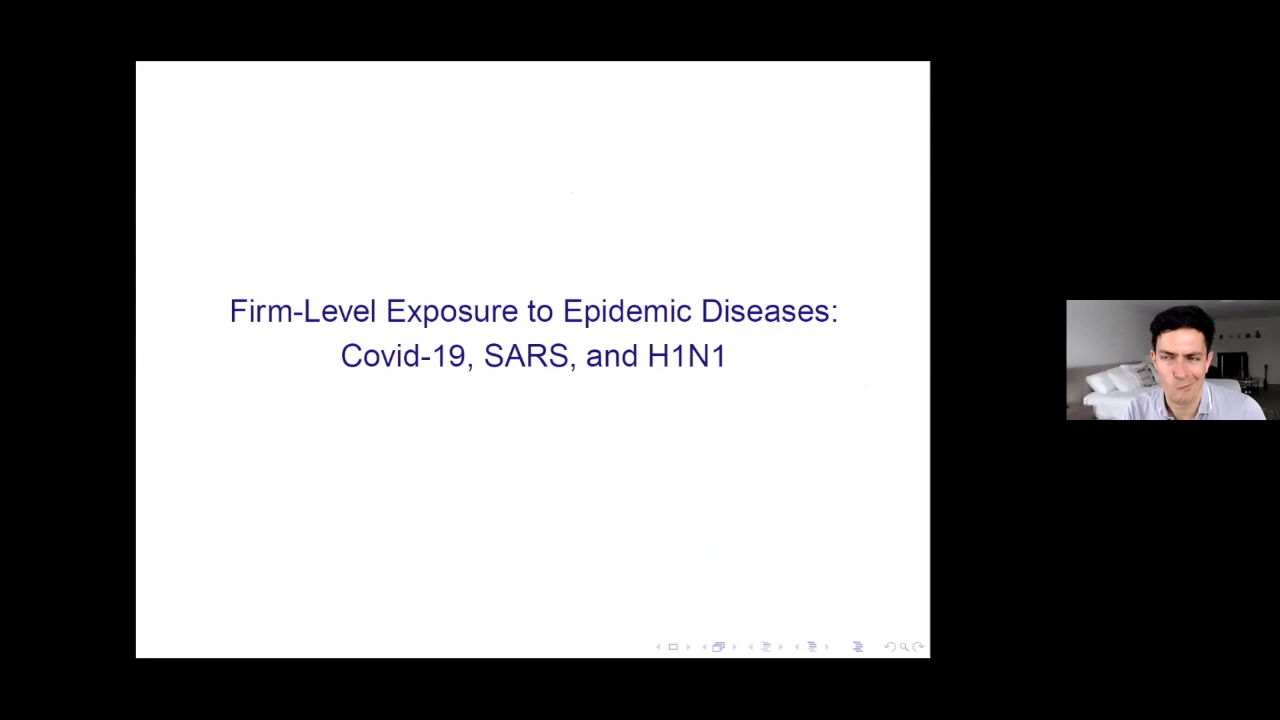 Firm-Level Exposure to Epidemic Diseases:
Covid-19, SARS, and H1N1